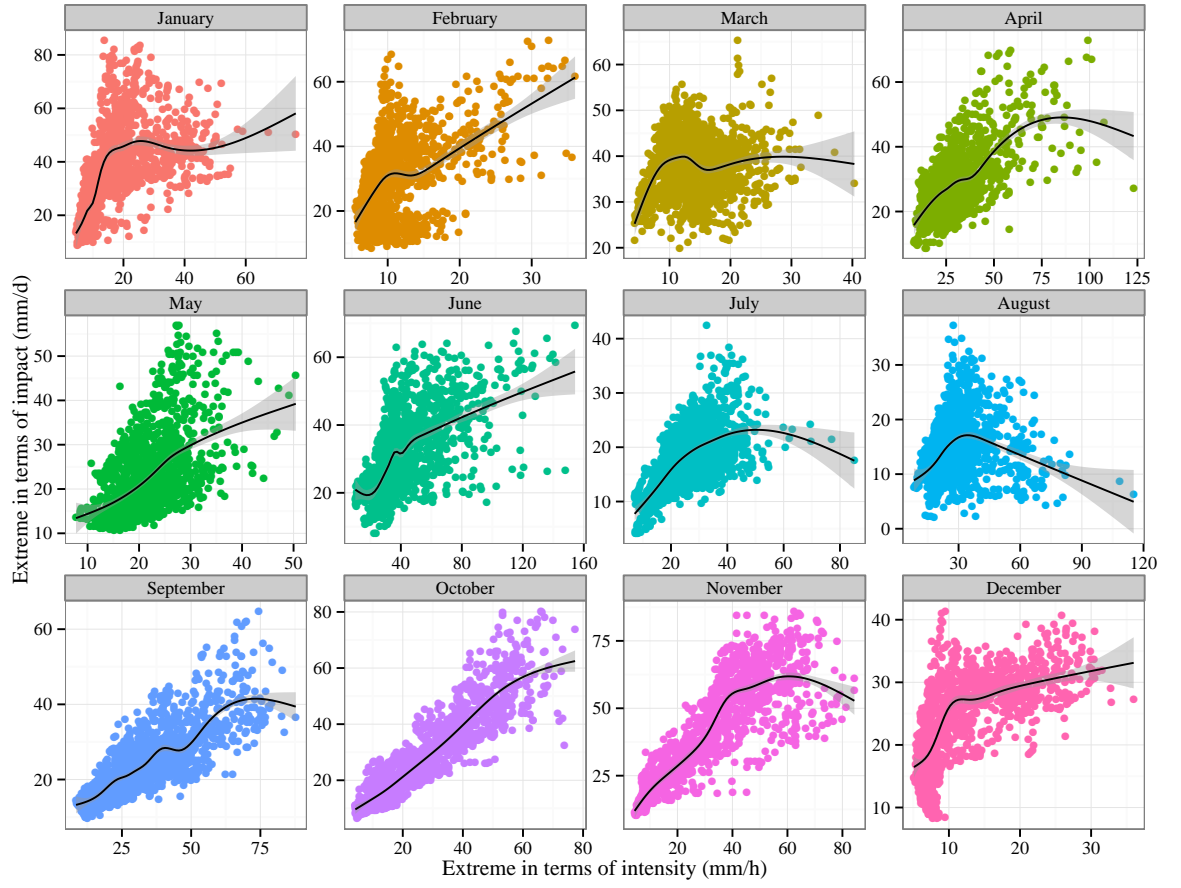 January February March April
80 60 40 20
60 40 20
60 50 40 30 20
60 40 20
20 40 60
10 20 30
10 20 30 40
25 50 75 100 125
May June July August
50 40 30 20 10
60 40 20
40 30 20 10
30 20 10 0
10 20 30 40 50
40 80 120 160
20 40 60 80
30 60 90 120
September October November December
60 40 20
80 60 40 20
75 50 25
40 30 20 10
25 50 75
20 40 60 80
20 40 60 80
10 20 30
Extreme in terms of impact (mm/d)
Extreme in terms of intensity (mm/h)